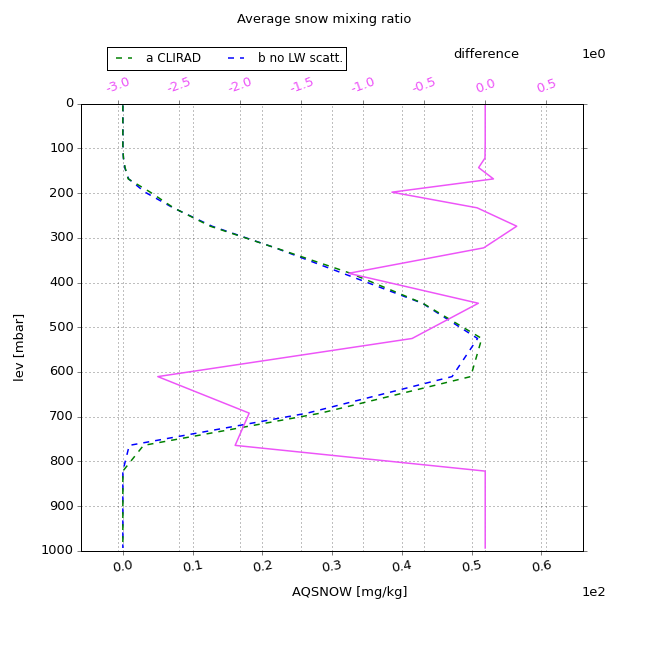 Average snow mixing ratio
a CLIRAD b no LW scatt. difference 1e0
-3.0 -2.5 -2.0 -1.5 -1.0 -0.5 0.0 0.5
0
100
200
300
400
500
600
700
800
900
1000
lev [mbar]
0.0 0.1 0.2 0.3 0.4 0.5 0.6
AQSNOW [mg/kg] 1e2